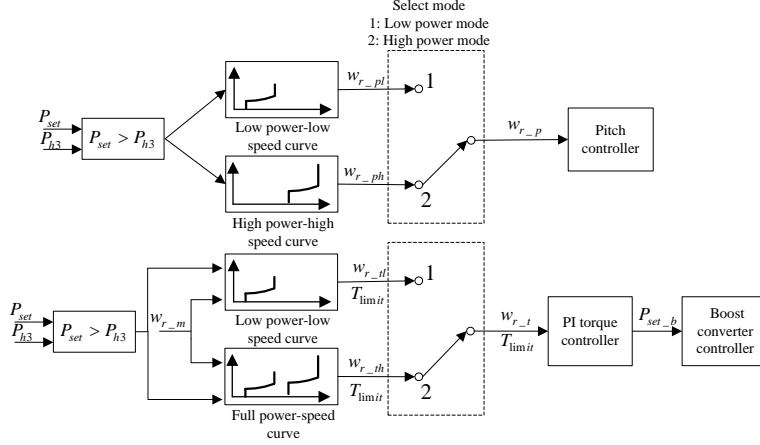 Select mode
1: Low power mode
2: High power mode
P_set
P_h3
P_set > P_h3
w_r_pl
1
Low power-low
speed curve
w_r_ph
2
High power-high
speed curve
w_r_p
Pitch
controller
P_set
P_h3
P_set > P_h3
w_r_m
w_r_tl
T_limit
1
Low power-low
speed curve
w_r_th
T_limit
2
Full power-speed
curve
w_r_t
T_limit
PI torque
controller
P_set_b
Boost
converter
controller